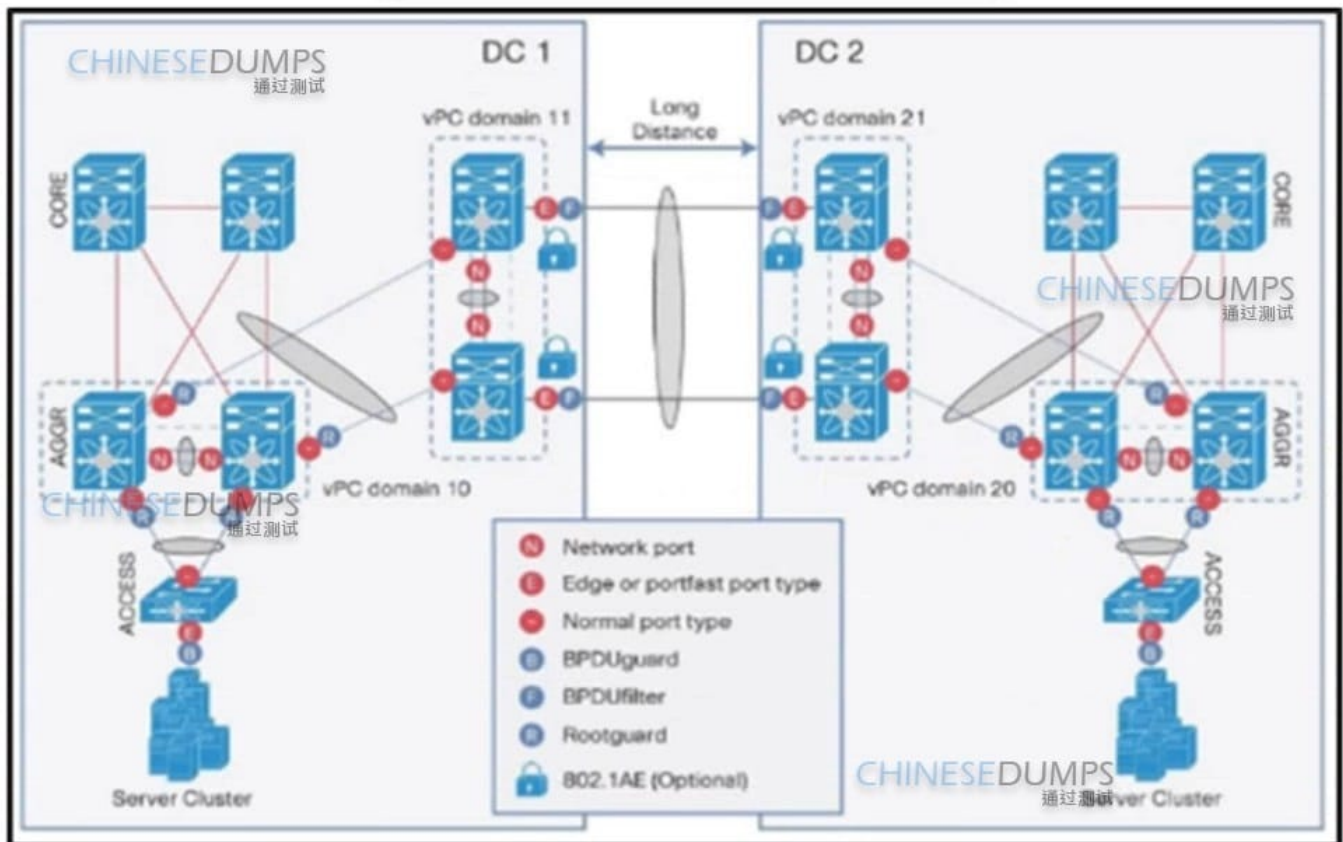 CHINESEDUMPS
通过测试
DC 1
DC 2
vPC domain 11
Long
Distance
vPC domain 21
CORE
CORE
CHINESEDUMPS
通过测试
E
F
F
E
-
N
N
-
N
N
-
E
F
F
E
-
R
-
R
-
R
-
R
-
AGGR
N
N
N
N
AGGR
vPC domain 10
vPC domain 20
CHINESEDUMPS
通过测试
R
R
R
ACCESS
-
E
B
ACCESS
-
E
B
N Network port
E Edge or portfast port type
- Normal port type
B BPDUguard
F BPDUfilter
R Rootguard
802.1AE (Optional)
Server Cluster
CHINESEDUMPS
通过测试
Server Cluster